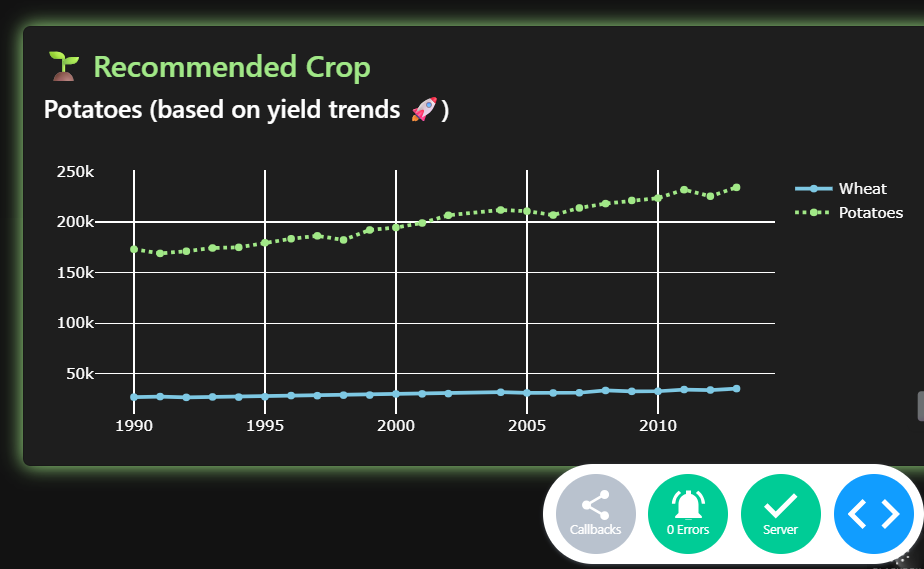 Recommended Crop
Potatoes (based on yield trends 🚀)
250k
200k
150k
100k
50k
1990 1995 2000 2005 2010
Wheat
Potatoes
Callbacks
0 Errors
Server